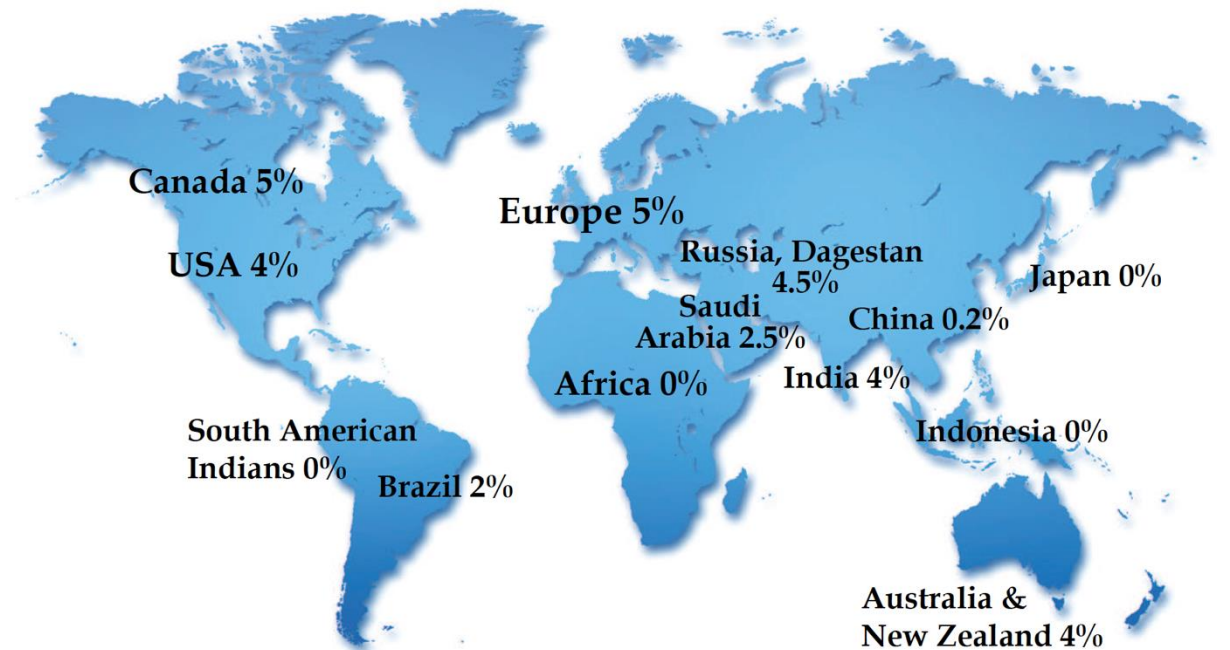 Canada 5%
Europe 5%
USA 4%
Russia, Dagestan
4.5%
Japan 0%
Saudi
Arabia 2.5%
China 0.2%
Africa 0%
India 4%
South American
Indians 0%
Indonesia 0%
Brazil 2%
Australia &
New Zealand 4%